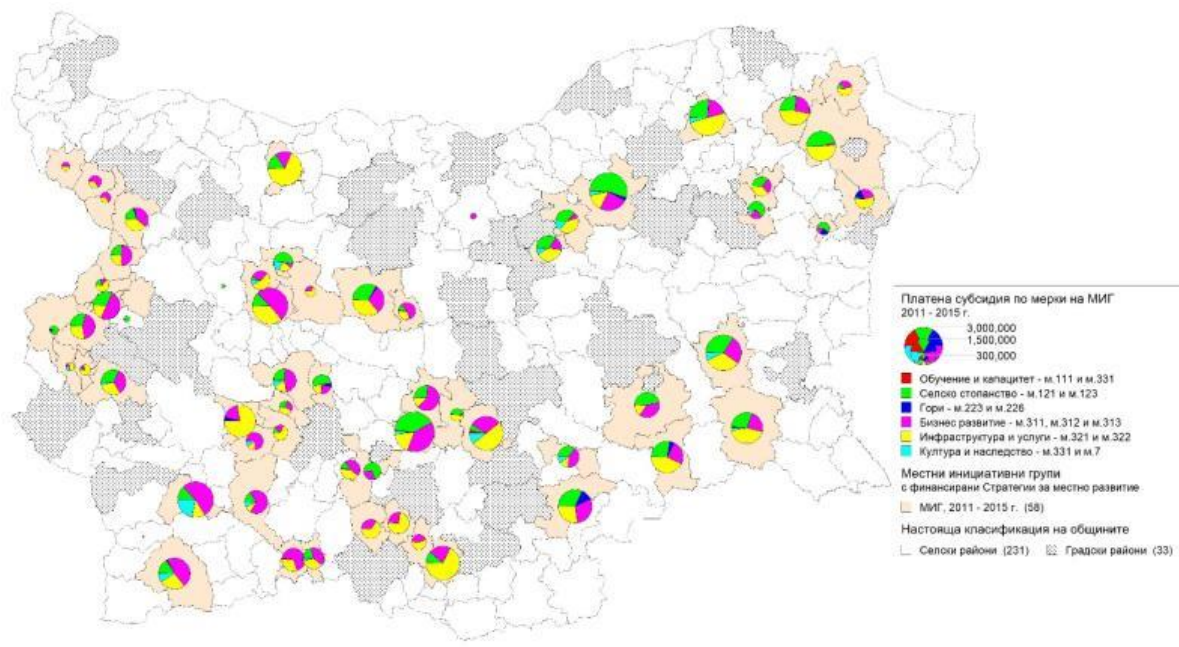 Платена субсидия по мерки на МИГ
2011 - 2015 г.
3,000,000
1,500,000
300,000
Обучение и капацитет - м.111 и м.331
Селско стопанство - м.121 и м.123
Гори - м.223 и м.226
Бизнес развитие - м.311, м.312 и м.313
Инфраструктура и услуги - м.321 и м.322
Култура и наследство - м.331 и м.7
Местни инициативни групи
с финансирани Стратегии за местно развитие
МИГ, 2011 - 2015 г. (58)
Настояща класификация на общините
Селски райони (231) Градски райони (33)